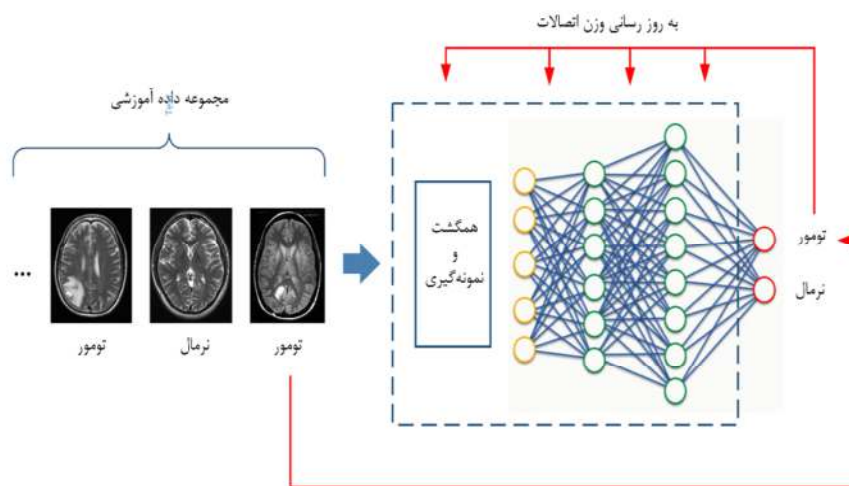 به روز رسانی وزن اتصالات
مجموعه داده آموزشی
همگشت
و
نمونه‌گیری
تومور
نرمال
...
تومور
نرمال
تومور